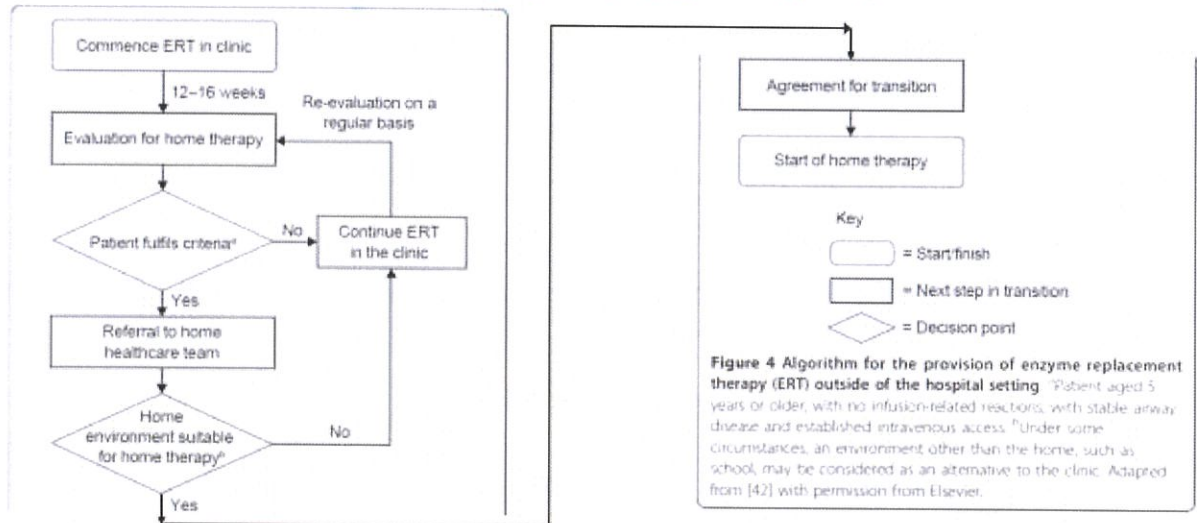 Commence ERT in clinic
12–16 weeks
Re-evaluation on a
regular basis
Evaluation for home therapy
Patient fulfils criteriaᵃ
No
Continue ERT
in the clinic
Yes
Referral to home
healthcare team
Home
environment suitable
for home therapyᵇ
No
Yes
Agreement for transition
Start of home therapy
Key
= Start/finish
= Next step in transition
= Decision point
Figure 4 Algorithm for the provision of enzyme replacement
therapy (ERT) outside of the hospital setting. ᵃPatient aged 5
years or older, with no infusion-related reactions, with stable airway
disease and established intravenous access. ᵇUnder some
circumstances, an environment other than the home, such as
school, may be considered as an alternative to the clinic. Adapted
from [42] with permission from Elsevier.